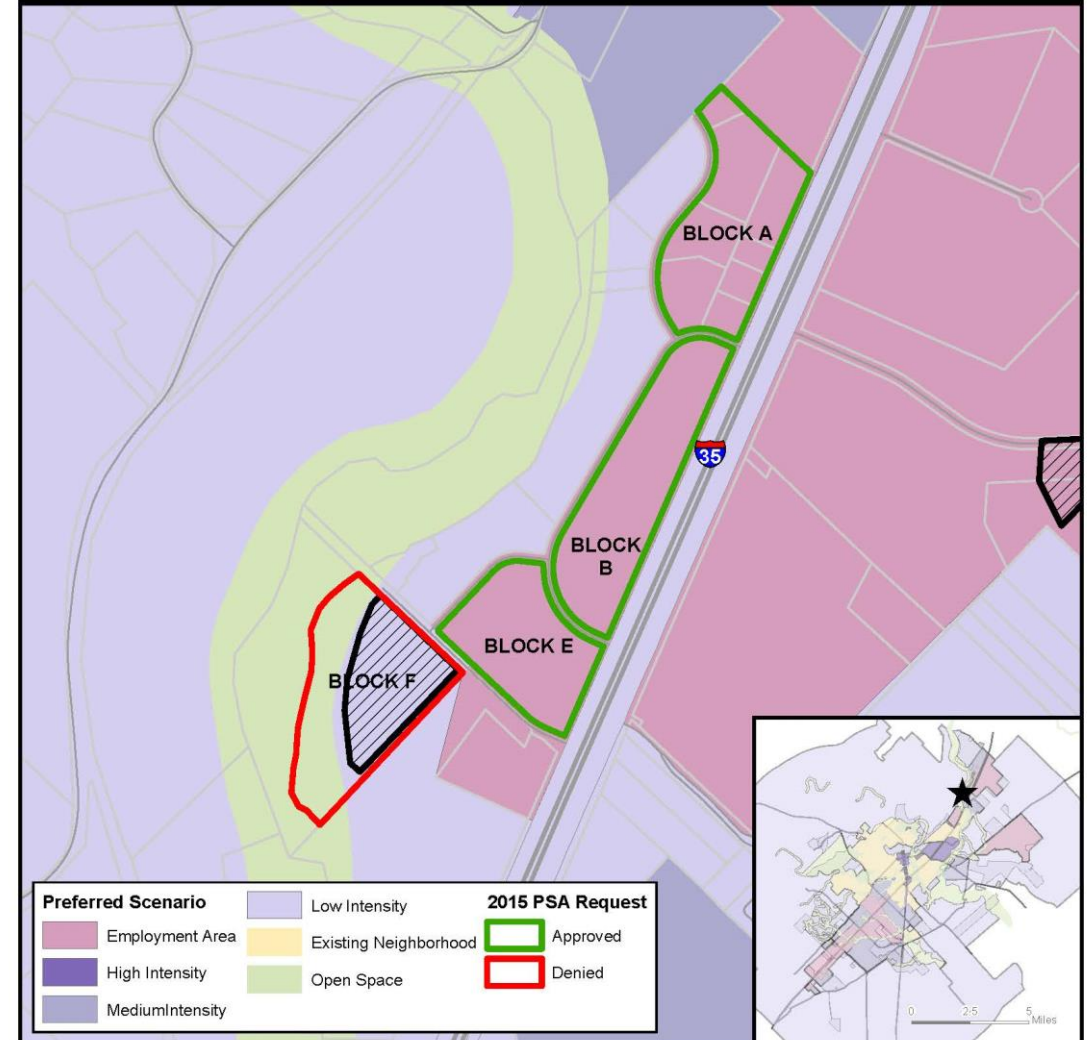 BLOCK A
35
BLOCK
B
BLOCK E
BLOCK F
Preferred Scenario
Employment Area
High Intensity
MediumIntensity
Low Intensity
Existing Neighborhood
Open Space
2015 PSA Request
Approved
Denied
0 2.5 5
Miles